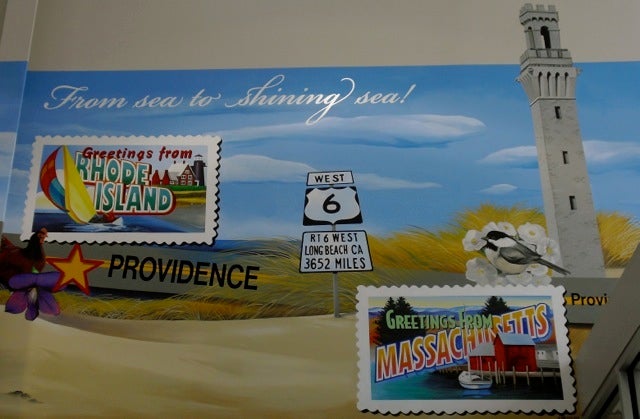 From sea to shining sea!
Greetings from
RHODE
ISLAND
WEST
6
RT 6 WEST
LONG BEACH CA
3652 MILES
PROVIDENCE
Provi
GREETINGS FROM
MASSACHUSETTS